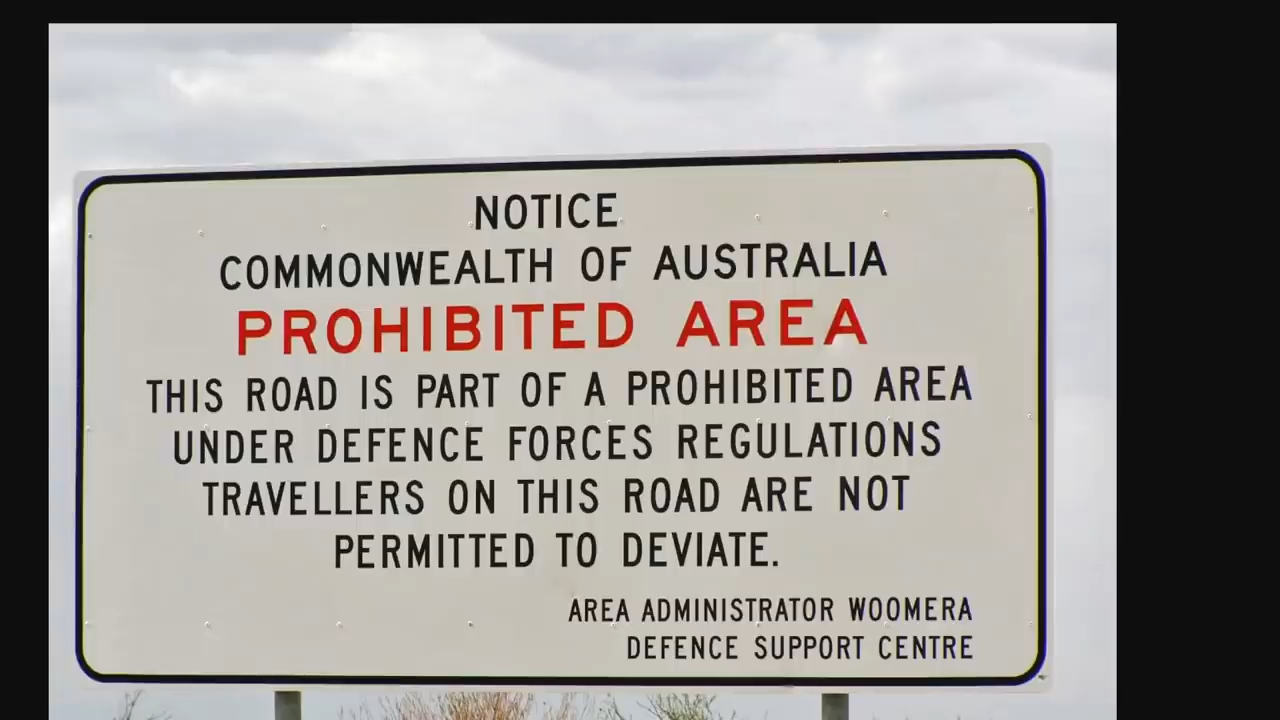 NOTICE
COMMONWEALTH OF AUSTRALIA
PROHIBITED AREA
THIS ROAD IS PART OF A PROHIBITED AREA
UNDER DEFENCE FORCES REGULATIONS
TRAVELLERS ON THIS ROAD ARE NOT
PERMITTED TO DEVIATE.
AREA ADMINISTRATOR WOOMERA
DEFENCE SUPPORT CENTRE